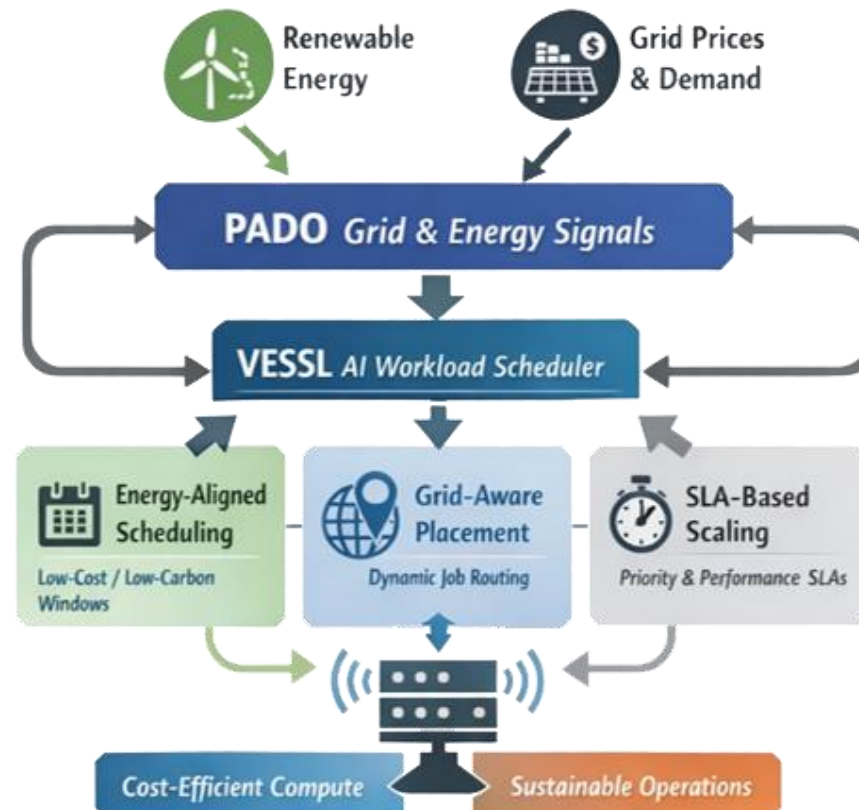 Renewable
Energy
Grid Prices
& Demand
$
PADO Grid & Energy Signals
VESSL AI Workload Scheduler
Energy-Aligned
Scheduling
Low-Cost / Low-Carbon
Windows
Grid-Aware
Placement
Dynamic Job Routing
SLA-Based
Scaling
Priority & Performance SLAs
Cost-Efficient Compute
Sustainable Operations